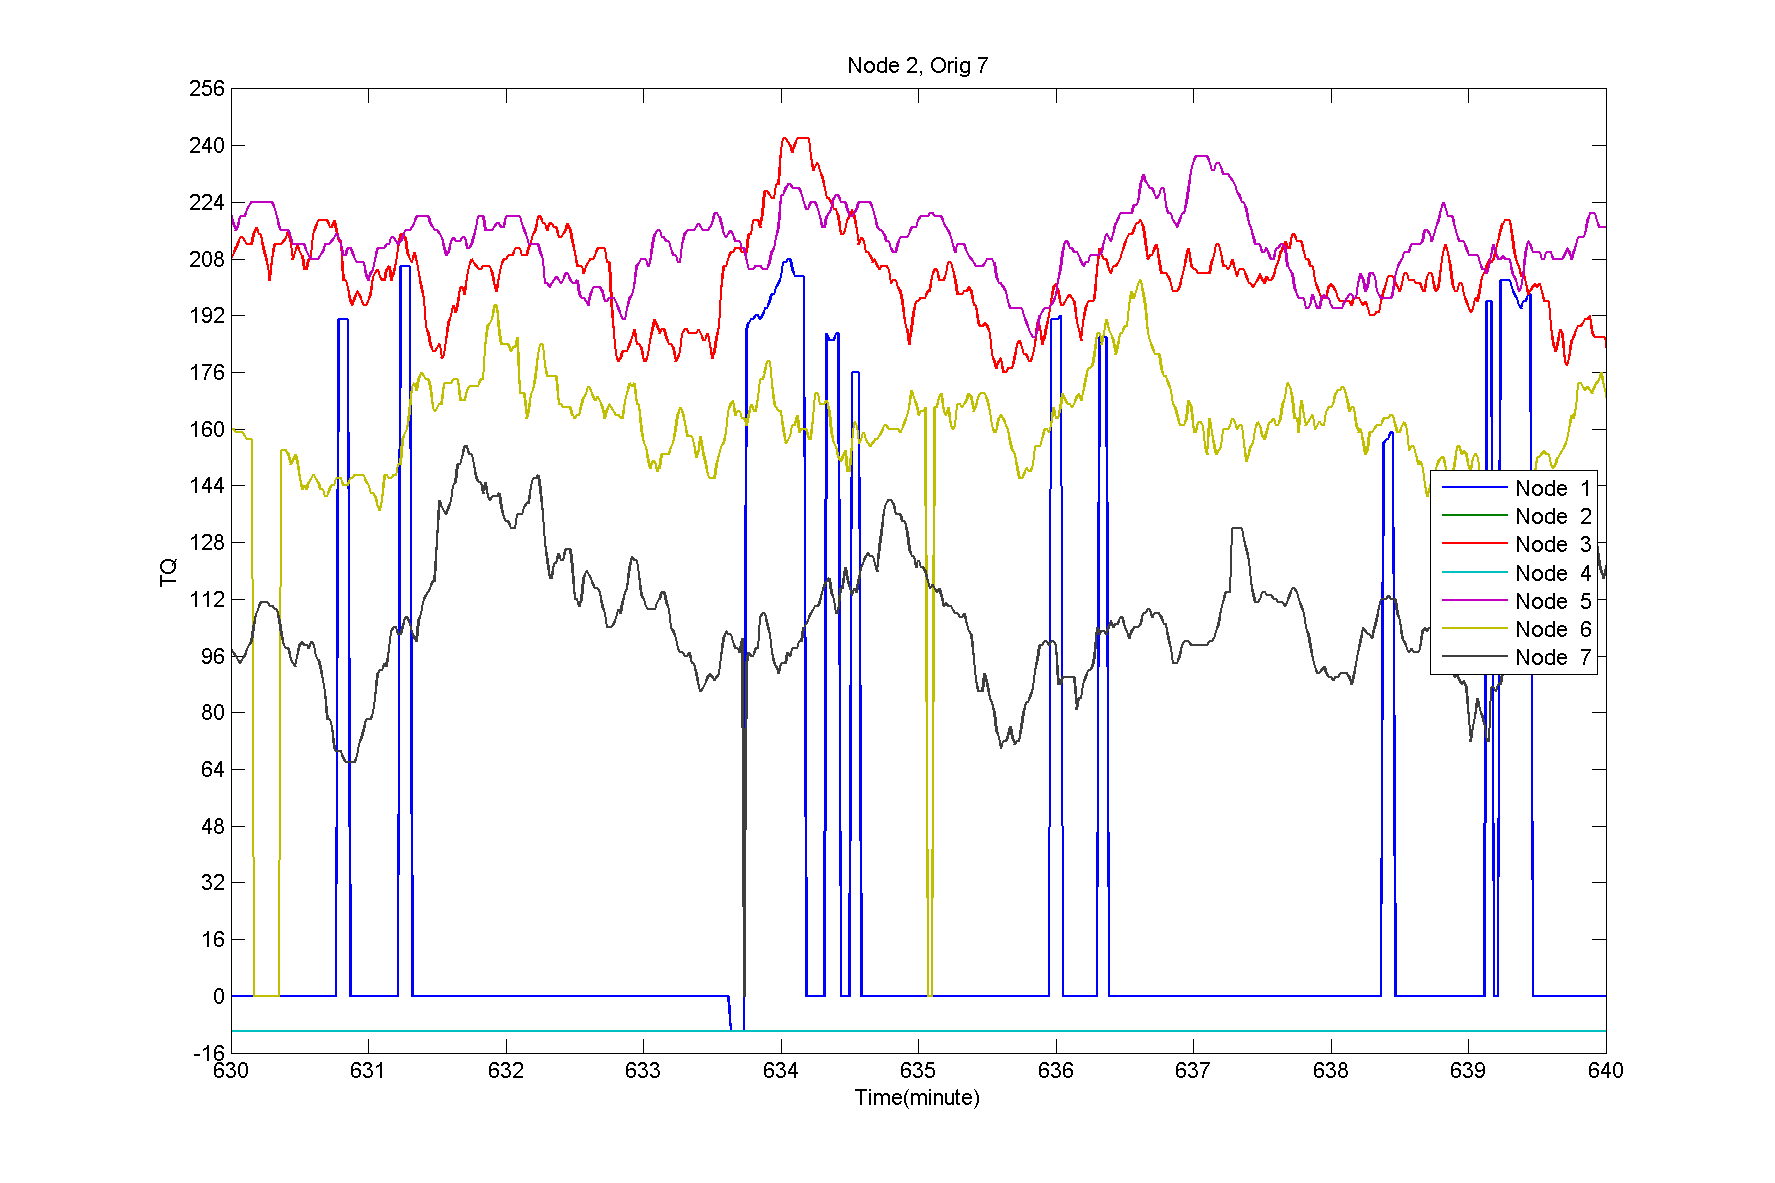 Node 2, Orig 7
256
240
224
208
192
176
160
144
128
112
96
80
64
48
32
16
0
-16
TQ
Node 1
Node 2
Node 3
Node 4
Node 5
Node 6
Node 7
630 631 632 633 634 635 636 637 638 639 640
Time(minute)